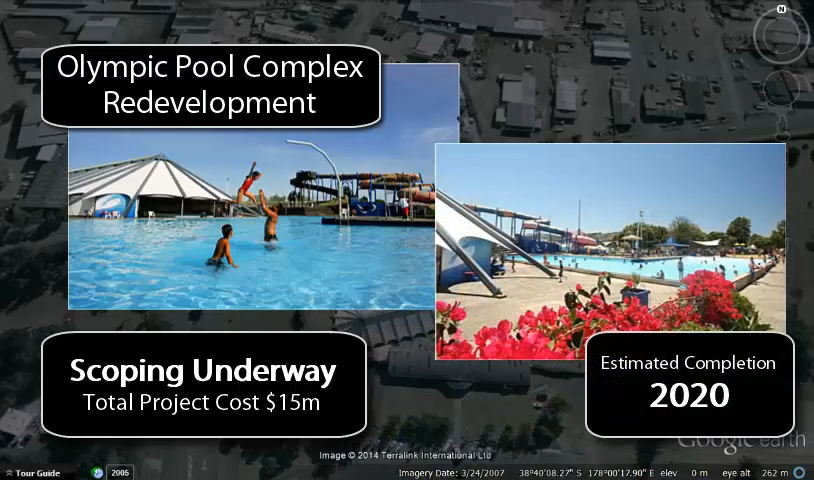 N
Olympic Pool Complex
Redevelopment
Scoping Underway
Total Project Cost $15m
Estimated Completion
2020
Google earth
Image © 2014 Terralink International Ltd
Tour Guide
2005
Imagery Date: 3/24/2007 38°40'08.27" S 178°00'17.90" E elev 0 m eye alt 262 m